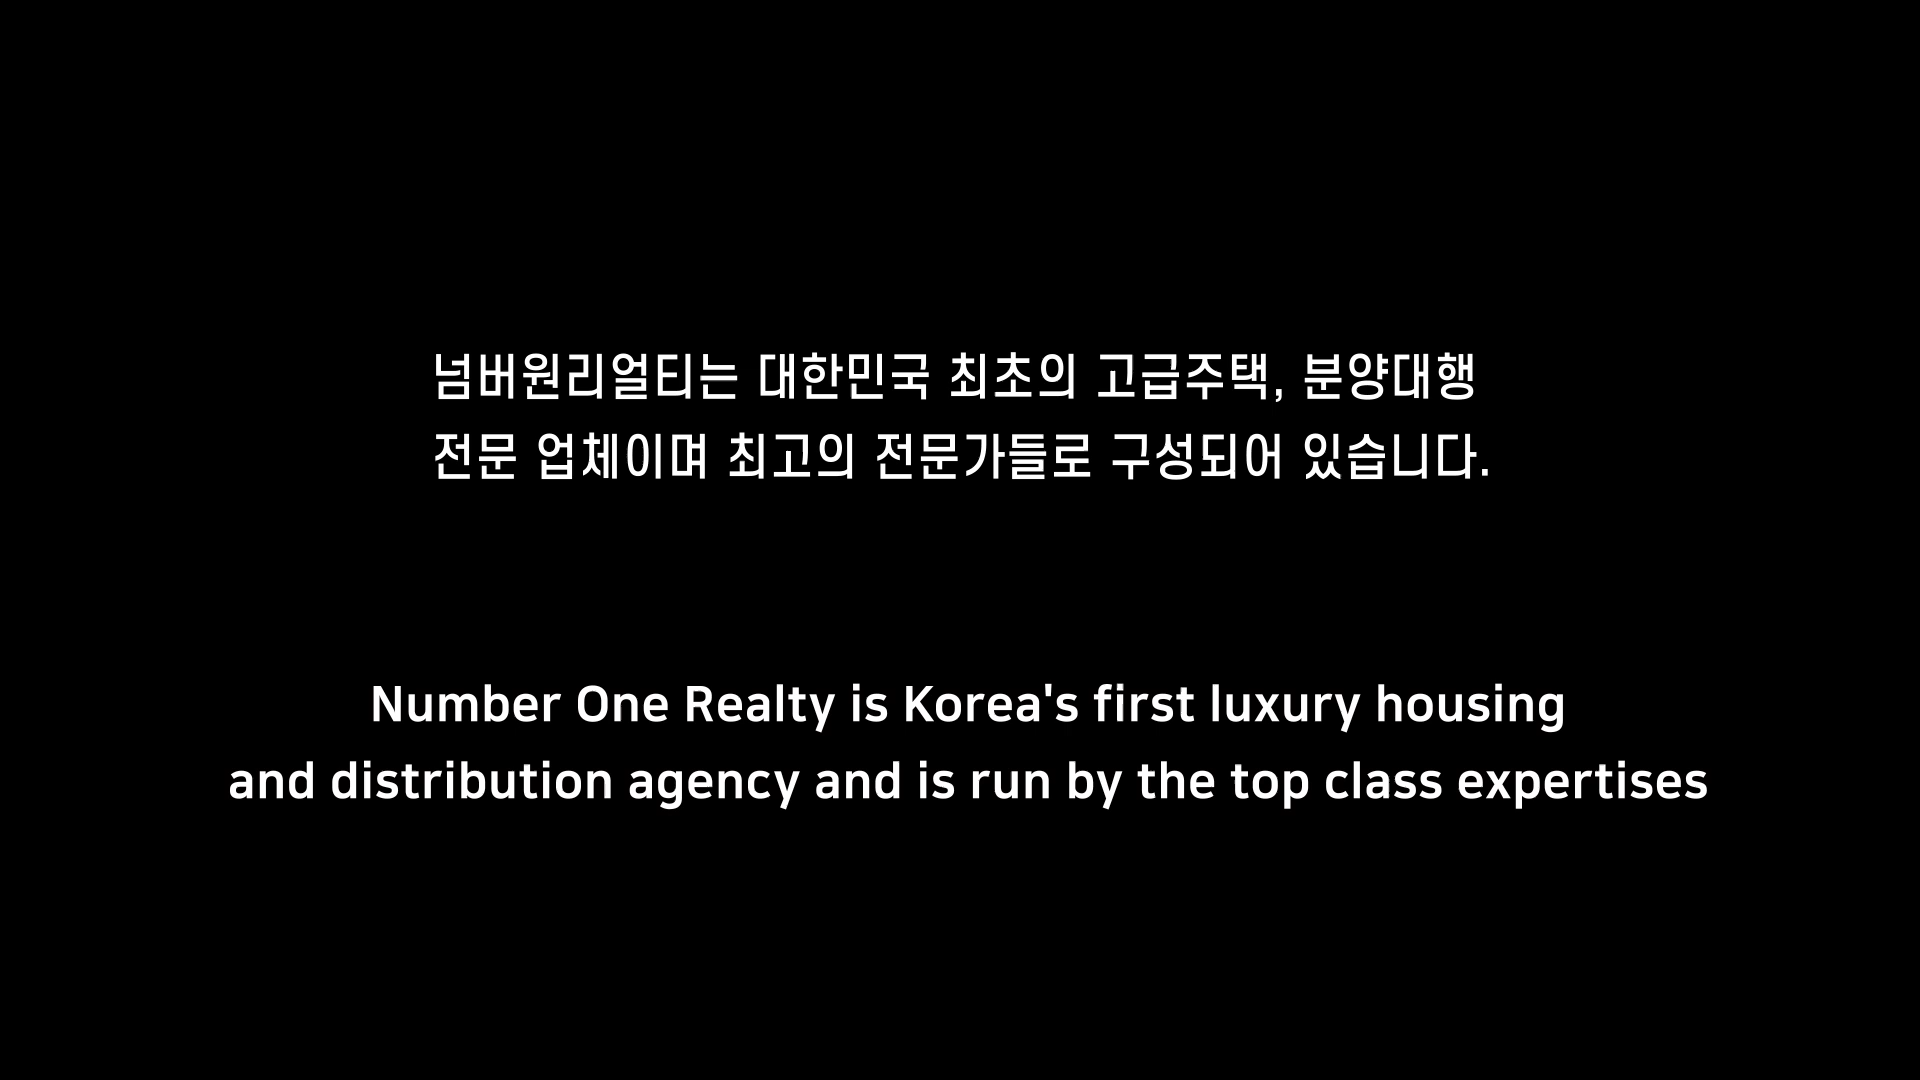 넘버원리얼티는 대한민국 최초의 고급주택, 분양대행
전문 업체이며 최고의 전문가들로 구성되어 있습니다.
Number One Realty is Korea's first luxury housing
and distribution agency and is run by the top class expertises